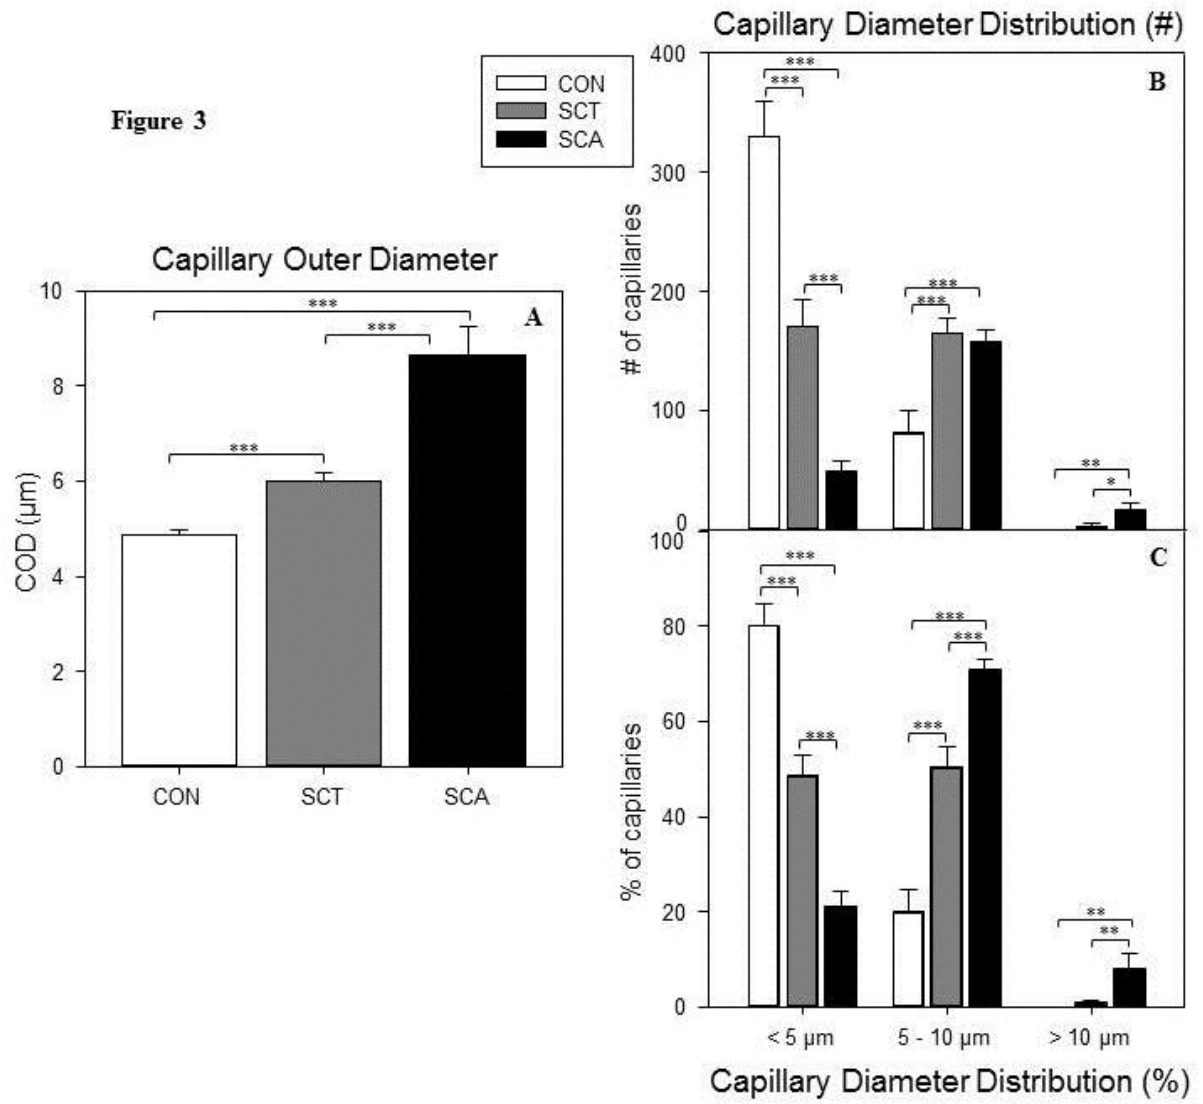 Capillary Diameter Distribution (#)
CON
SCT
SCA
Figure 3
B
400
300
200
100
0
# of capillaries
***
***
***
***
***
**
*
Capillary Outer Diameter
A
10
8
6
4
2
0
COD (µm)
***
***
***
CON
SCT
SCA
C
100
80
60
40
20
0
% of capillaries
***
***
***
***
***
***
**
**
< 5 µm
5 - 10 µm
> 10 µm
Capillary Diameter Distribution (%)